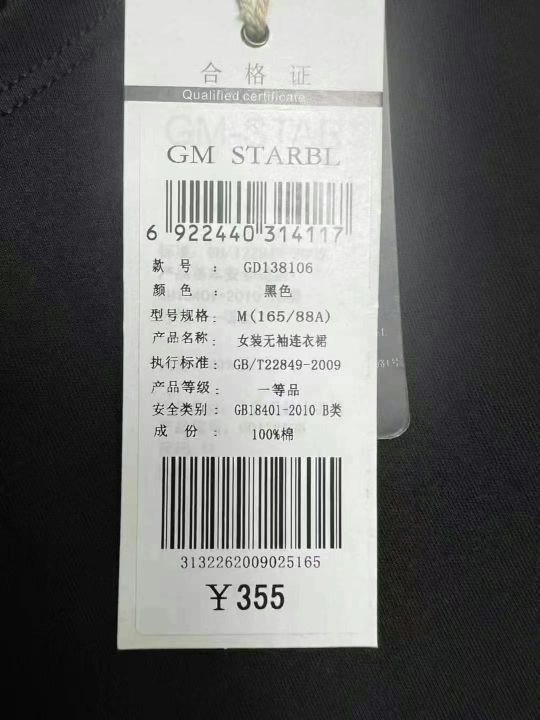 合格证
Qualified certificate
GM STARBL
6 922440 314117
款号： GD138106
颜色： 黑色
型号规格： M(165/88A)
产品名称： 女装无袖连衣裙
执行标准： GB/T22849-2009
产品等级： 一等品
安全类别： GB18401-2010 B类
成份： 100%棉
3132262009025165
￥355